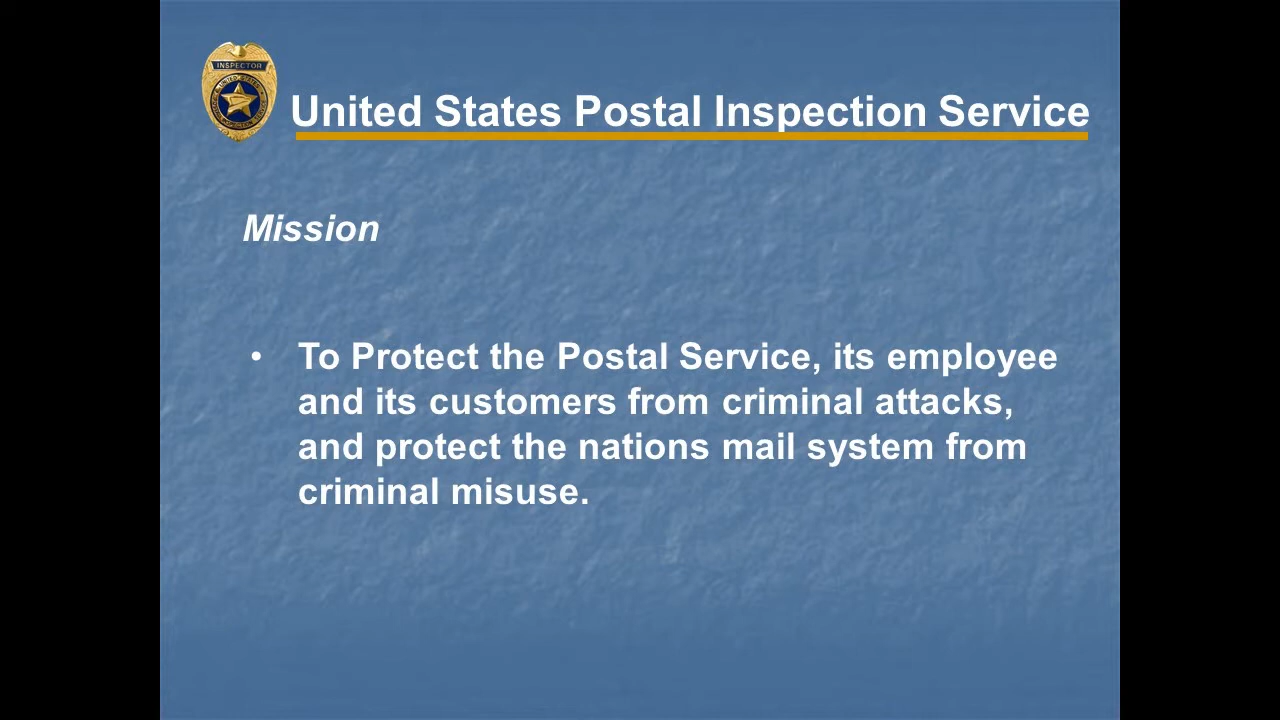 INSPECTOR
United States Postal Inspection Service
Mission
• To Protect the Postal Service, its employee
and its customers from criminal attacks,
and protect the nations mail system from
criminal misuse.